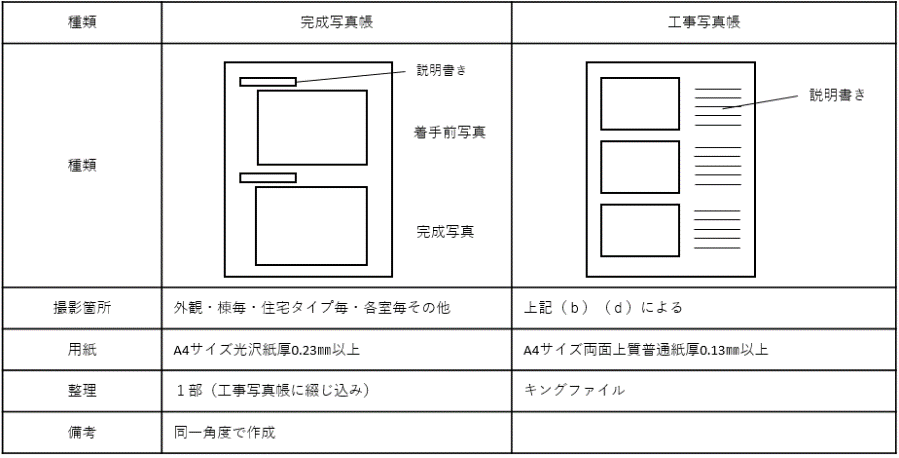 種類 完成写真帳 工事写真帳
種類
説明書き
着手前写真
完成写真
説明書き
撮影箇所 外観・棟毎・住宅タイプ毎・各室毎その他 上記（ｂ）（ｄ）による
用紙 A4サイズ光沢紙厚0.23㎜以上 A4サイズ両面上質普通紙厚0.13㎜以上
整理 １部（工事写真帳に綴じ込み） キングファイル
備考 同一角度で作成